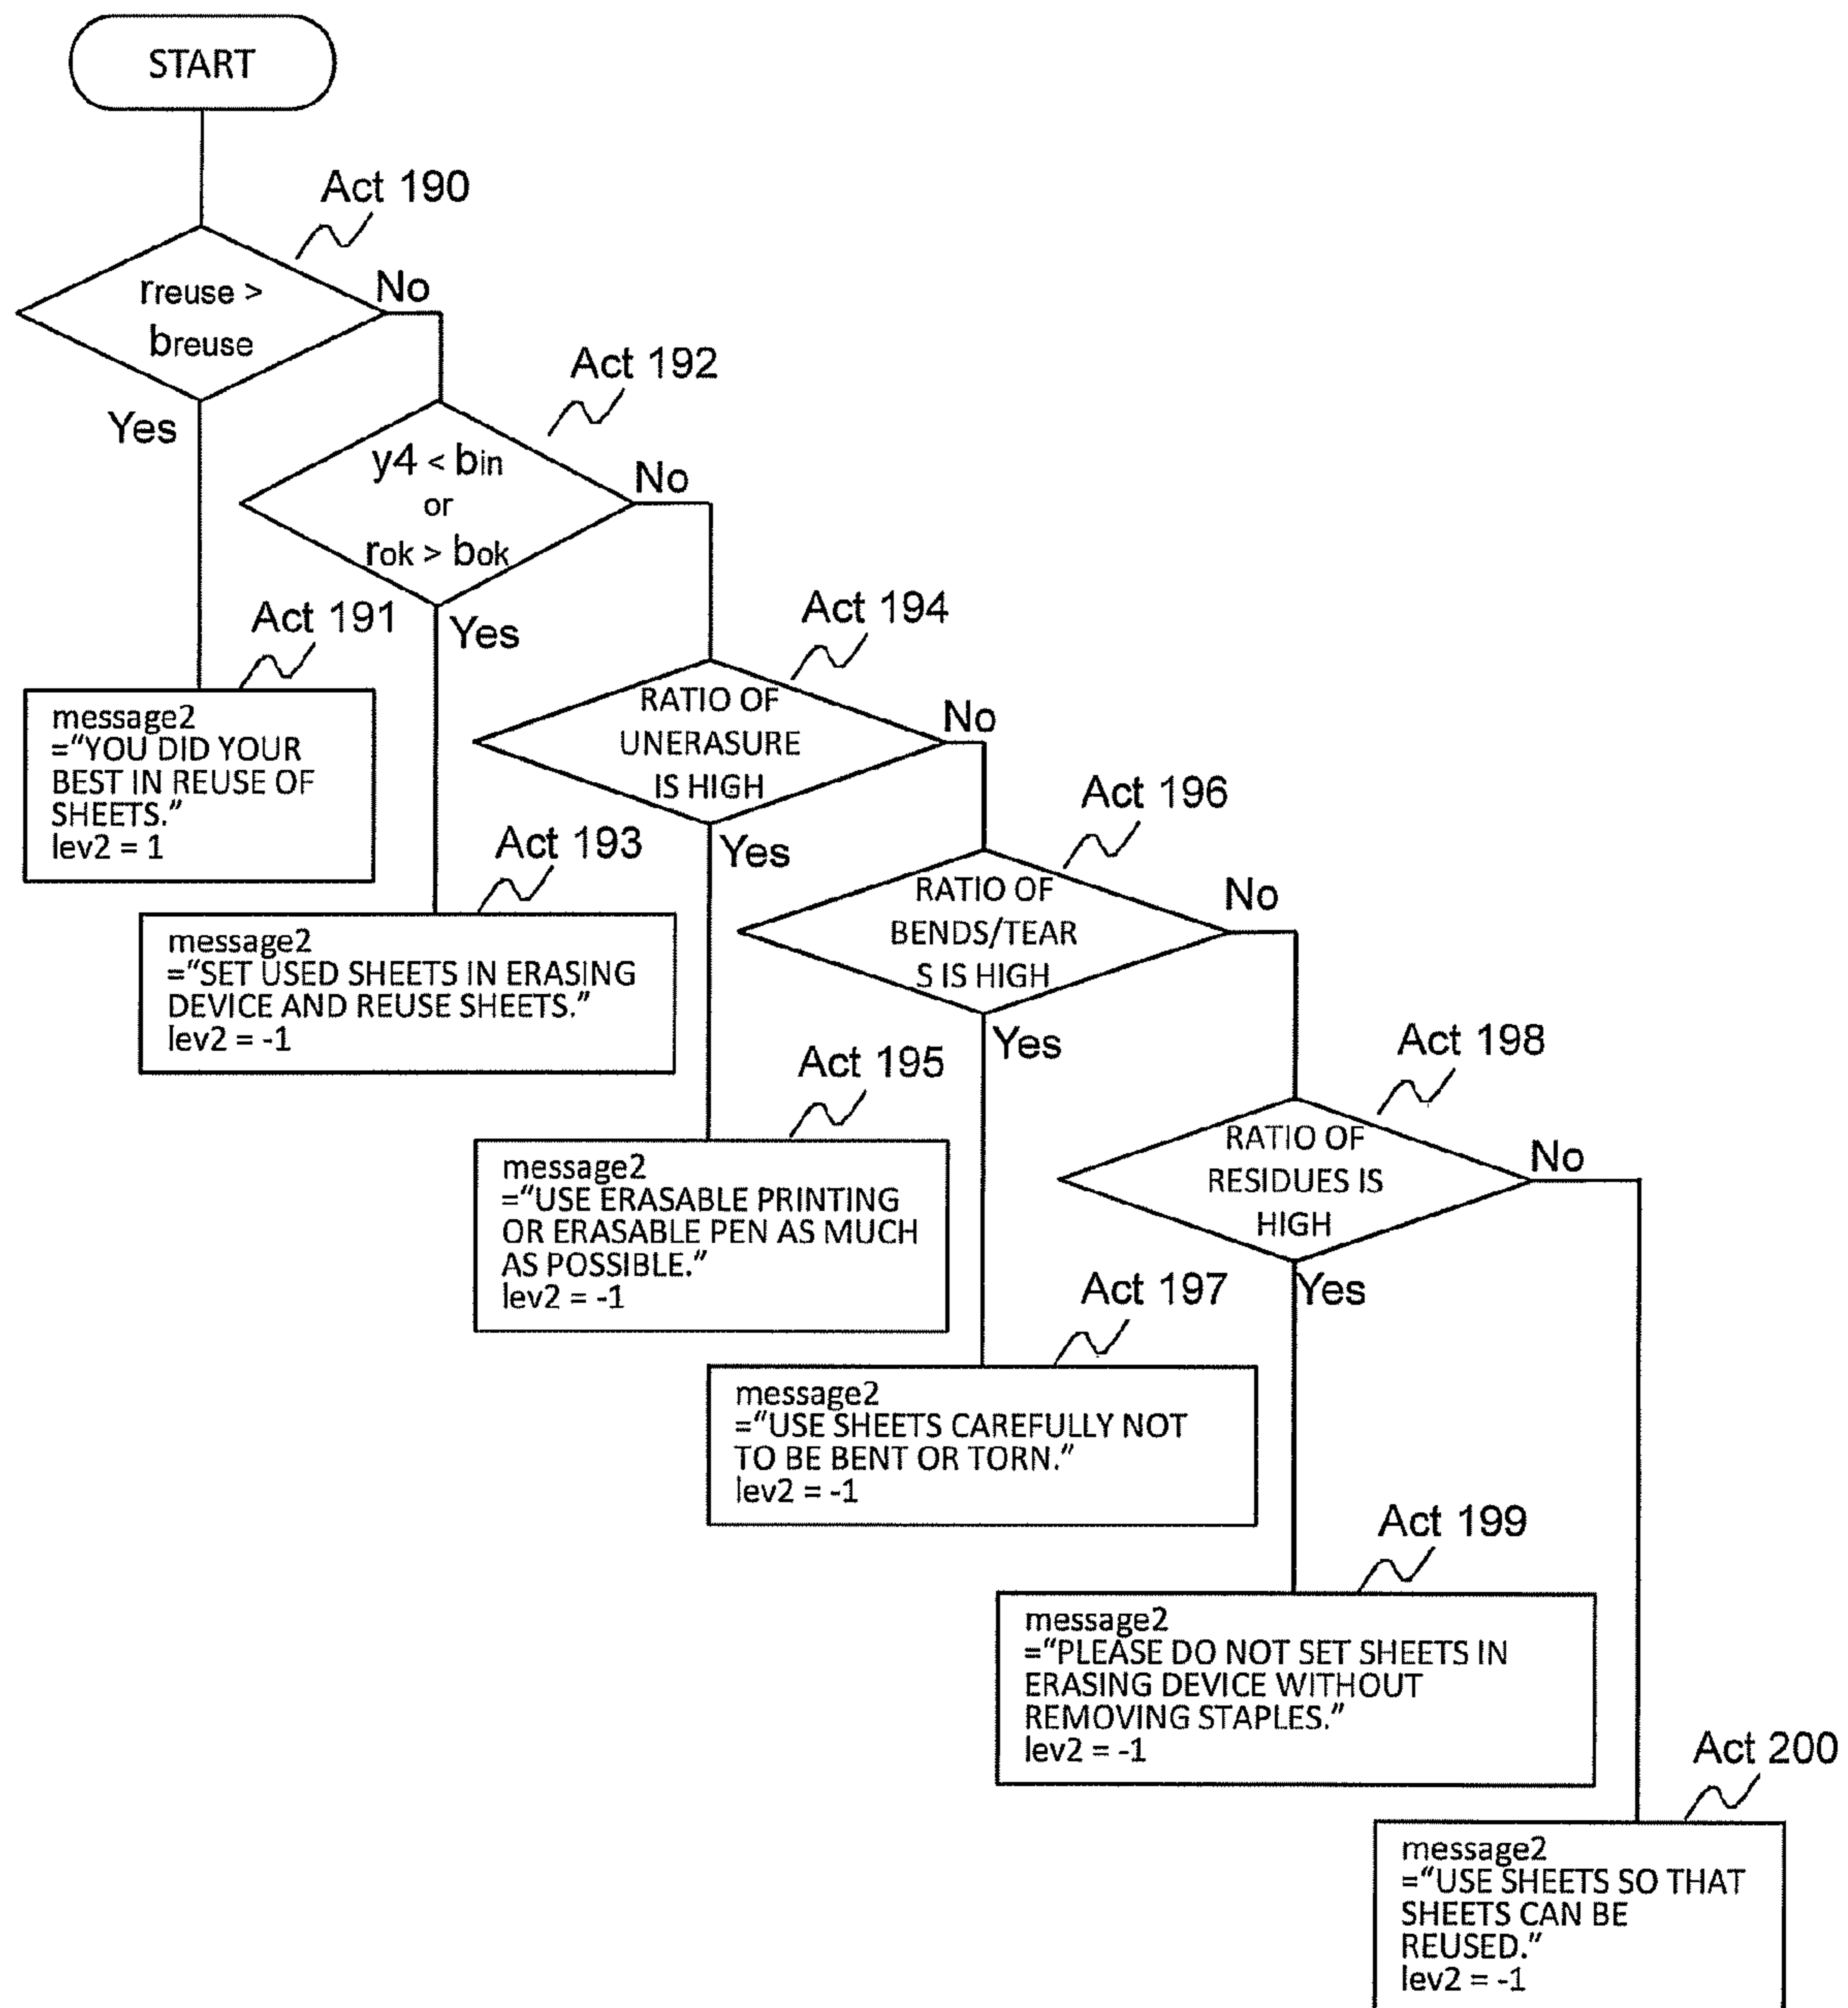 START
Act 190
rreuse >
breuse
No
Yes
Act 192
y4 < bin
or
rok > bok
No
Yes
Act 191
message2
="YOU DID YOUR
BEST IN REUSE OF
SHEETS."
lev2 = 1
Act 194
RATIO OF
UNERASURE
IS HIGH
No
Yes
Act 193
message2
="SET USED SHEETS IN ERASING
DEVICE AND REUSE SHEETS."
lev2 = -1
Act 196
RATIO OF
BENDS/TEAR
S IS HIGH
No
Yes
Act 195
message2
="USE ERASABLE PRINTING
OR ERASABLE PEN AS MUCH
AS POSSIBLE."
lev2 = -1
Act 198
RATIO OF
RESIDUES IS
HIGH
No
Yes
Act 197
message2
="USE SHEETS CAREFULLY NOT
TO BE BENT OR TORN."
lev2 = -1
Act 199
message2
="PLEASE DO NOT SET SHEETS IN
ERASING DEVICE WITHOUT
REMOVING STAPLES."
lev2 = -1
Act 200
message2
="USE SHEETS SO THAT
SHEETS CAN BE
REUSED."
lev2 = -1